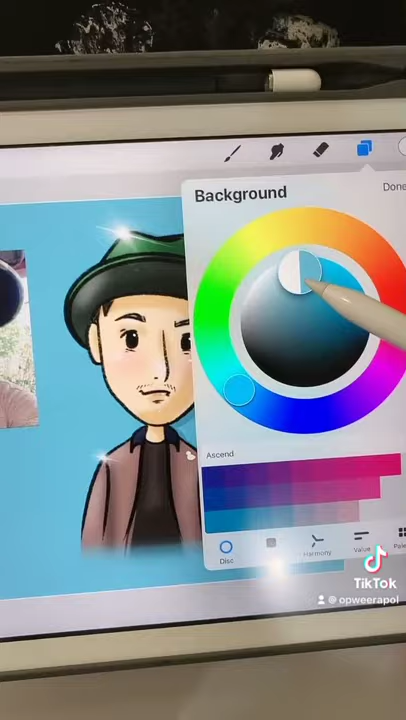 Background
Done
Ascend
Disc
Harmony
Value
TikTok
@opweerapol